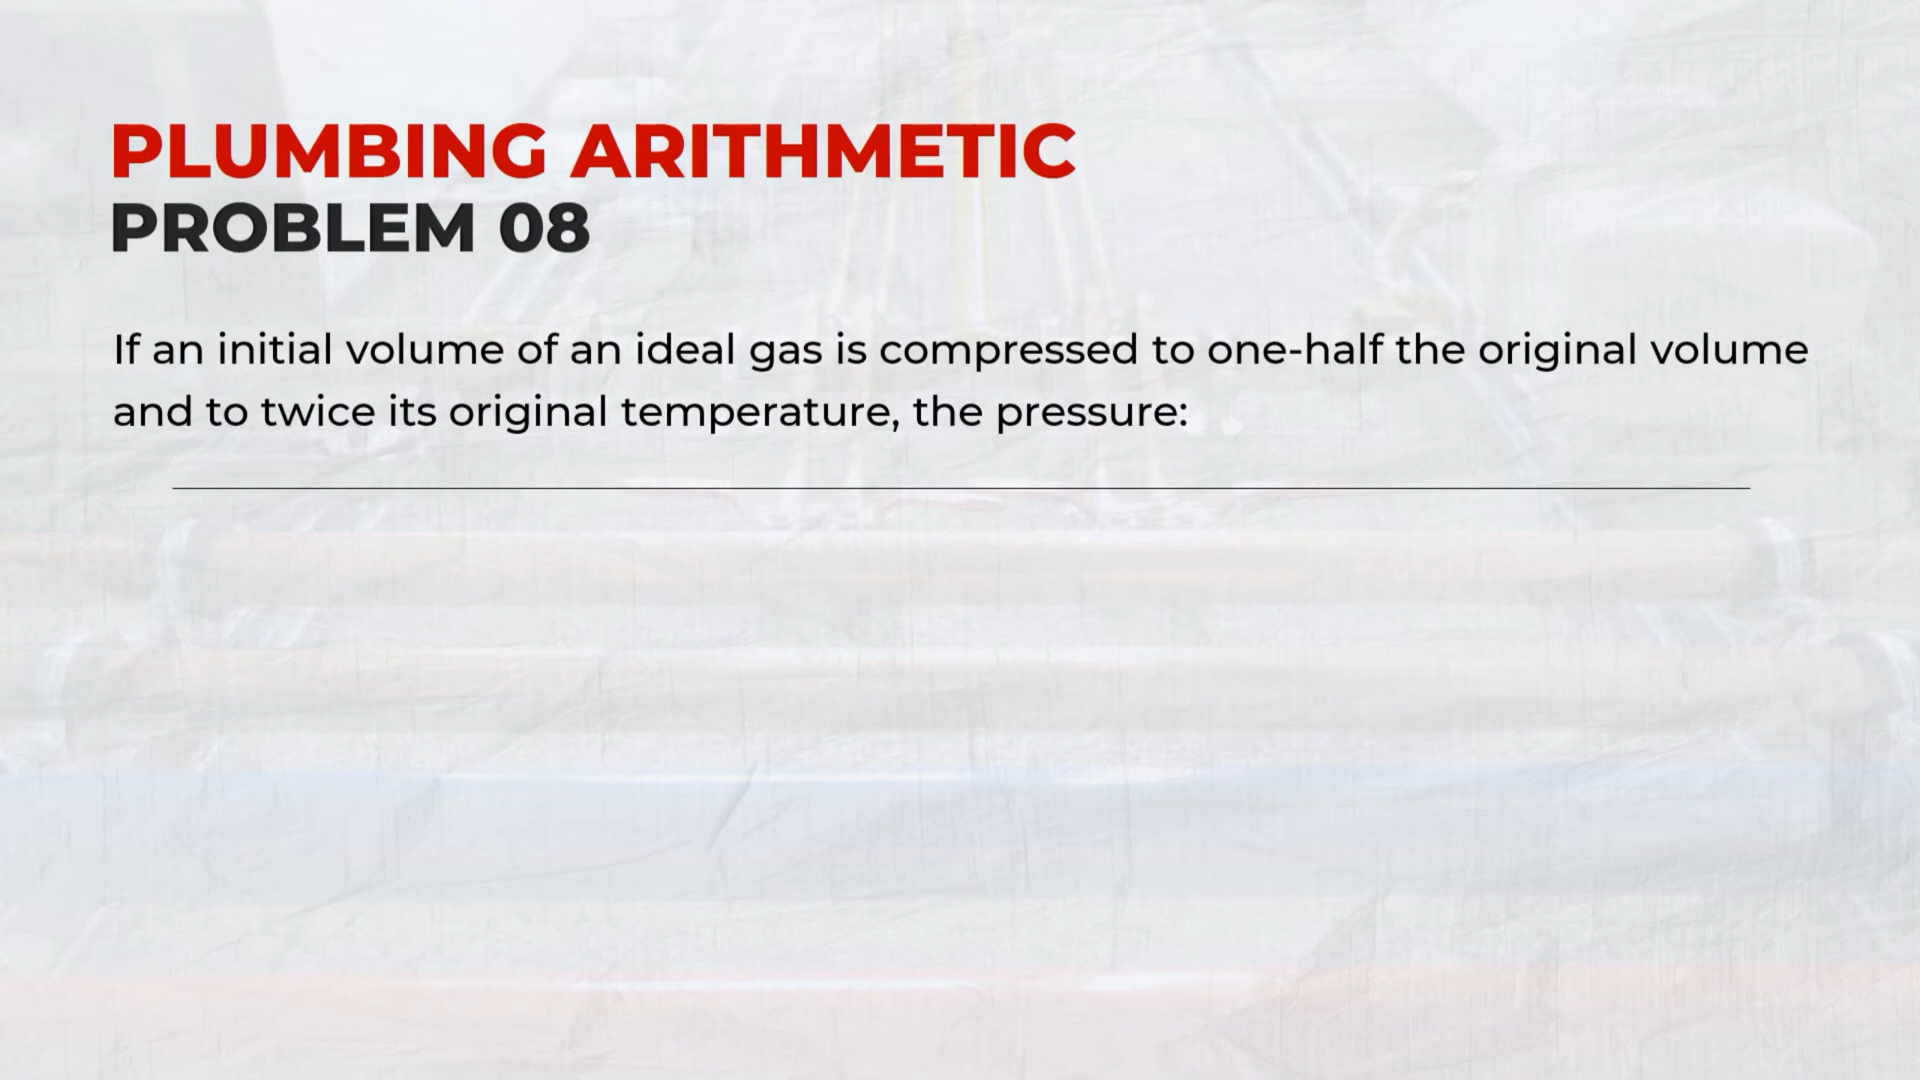 PLUMBING ARITHMETIC
PROBLEM 08
If an initial volume of an ideal gas is compressed to one-half the original volume
and to twice its original temperature, the pressure: